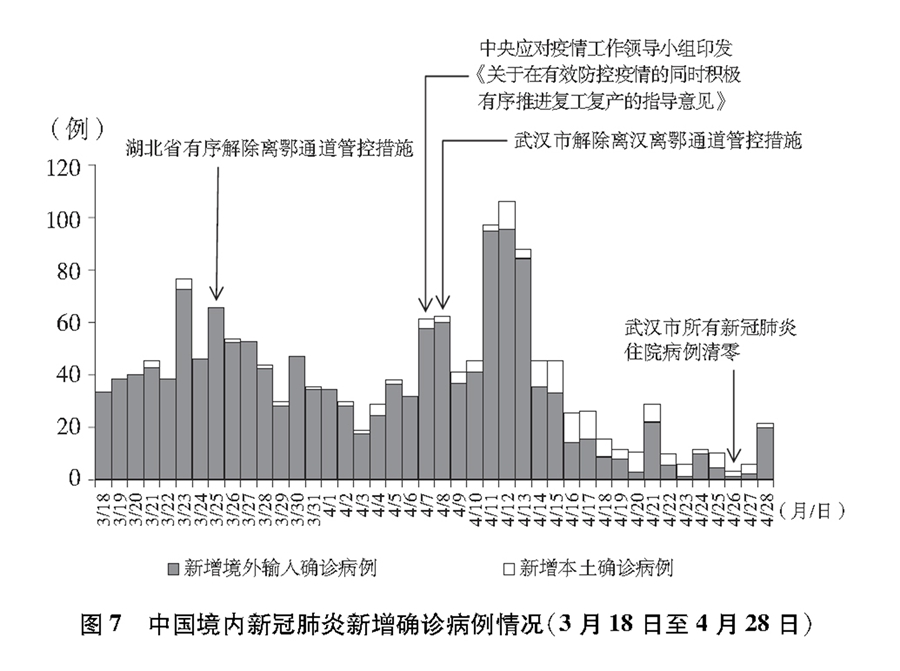 中央应对疫情工作领导小组印发
《关于在有效防控疫情的同时积极
有序推进复工复产的指导意见》
（例）
湖北省有序解除离鄂通道管控措施
武汉市解除离汉离鄂通道管控措施
120
100
80
60
40
20
0
武汉市所有新冠肺炎
住院病例清零
3/18 3/19 3/20 3/21 3/22 3/23 3/24 3/25 3/26 3/27 3/28 3/29 3/30 3/31 4/1 4/2 4/3 4/4 4/5 4/6 4/7 4/8 4/9 4/10 4/11 4/12 4/13 4/14 4/15 4/16 4/17 4/18 4/19 4/20 4/21 4/22 4/23 4/24 4/25 4/26 4/27 4/28 （月/日）
新增境外输入确诊病例 新增本土确诊病例
图7 中国境内新冠肺炎新增确诊病例情况（3月18日至4月28日）